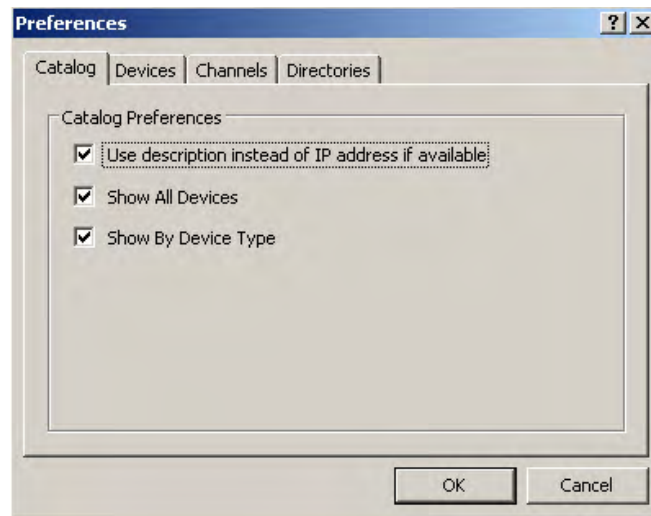 Preferences
Catalog Devices Channels Directories
Catalog Preferences
Use description instead of IP address if available
Show All Devices
Show By Device Type
OK Cancel